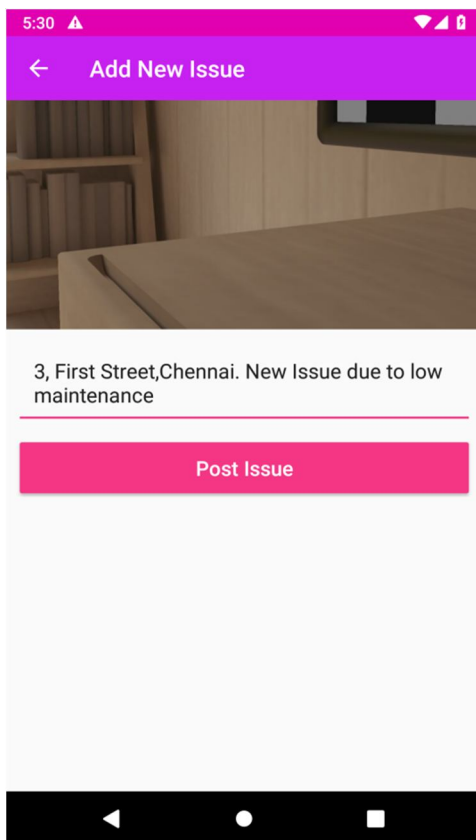 5:30
Add New Issue
3, First Street,Chennai. New Issue due to low
maintenance
Post Issue